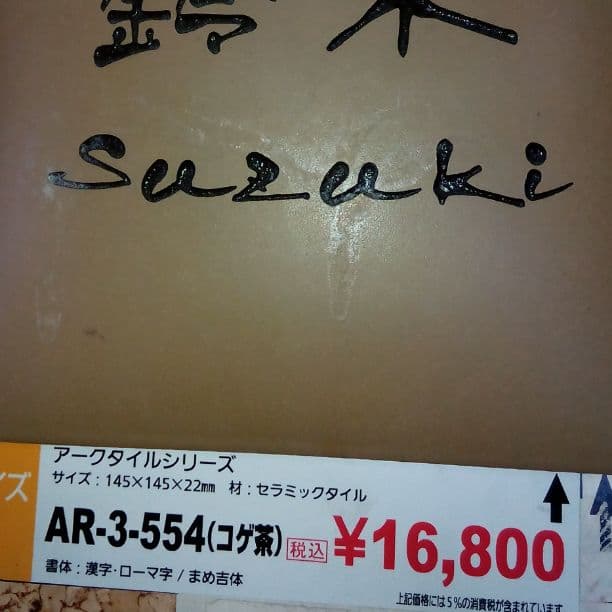 鈴木
Suzuki
アークタイルシリーズ
サイズ：145×145×22㎜ 材：セラミックタイル
AR-3-554(コゲ茶) 税込 ¥16,800
書体：漢字・ローマ字 / まめ吉体
上記価格には5％の消費税が含まれています
ズ